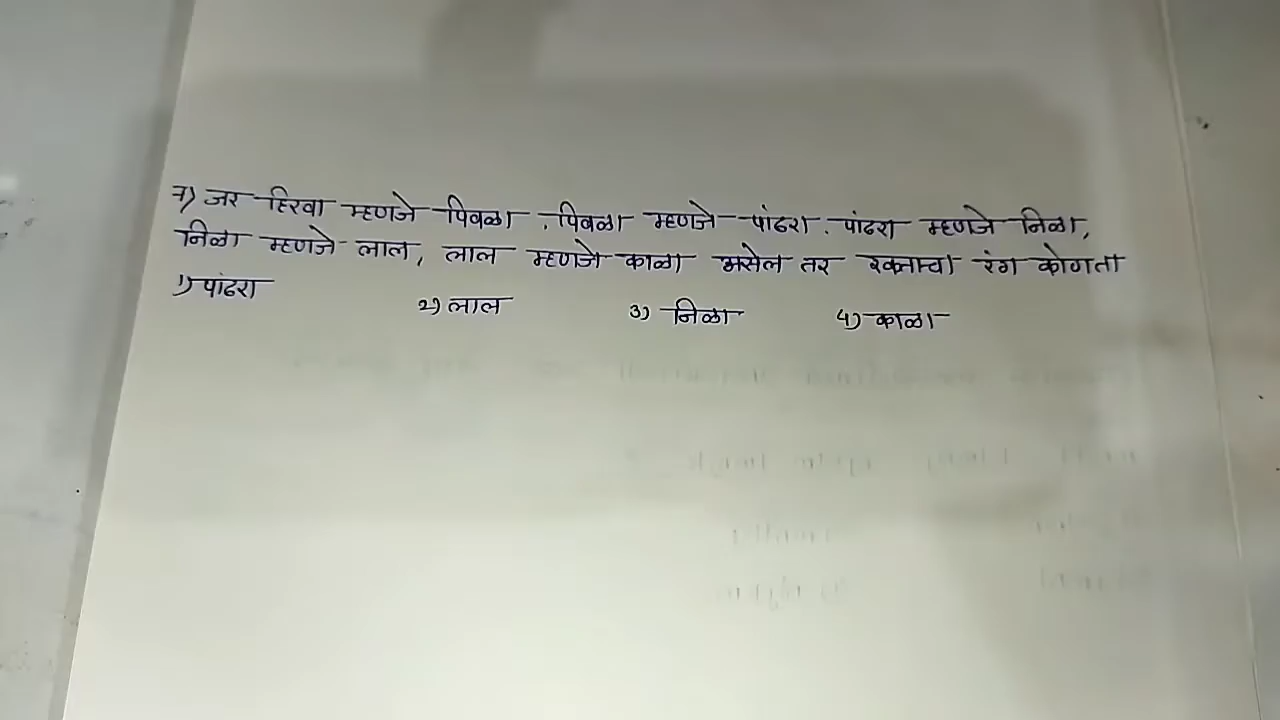 7) जर हिरवा म्हणजे पिवळा . पिवळा म्हणजे पांढरा . पांढरा म्हणजे निळा,
निळा म्हणजे लाल, लाल म्हणजे काळा असेल तर रक्ताचा रंग कोणता
1) पांढरा 2) लाल 3) निळा 4) काळा